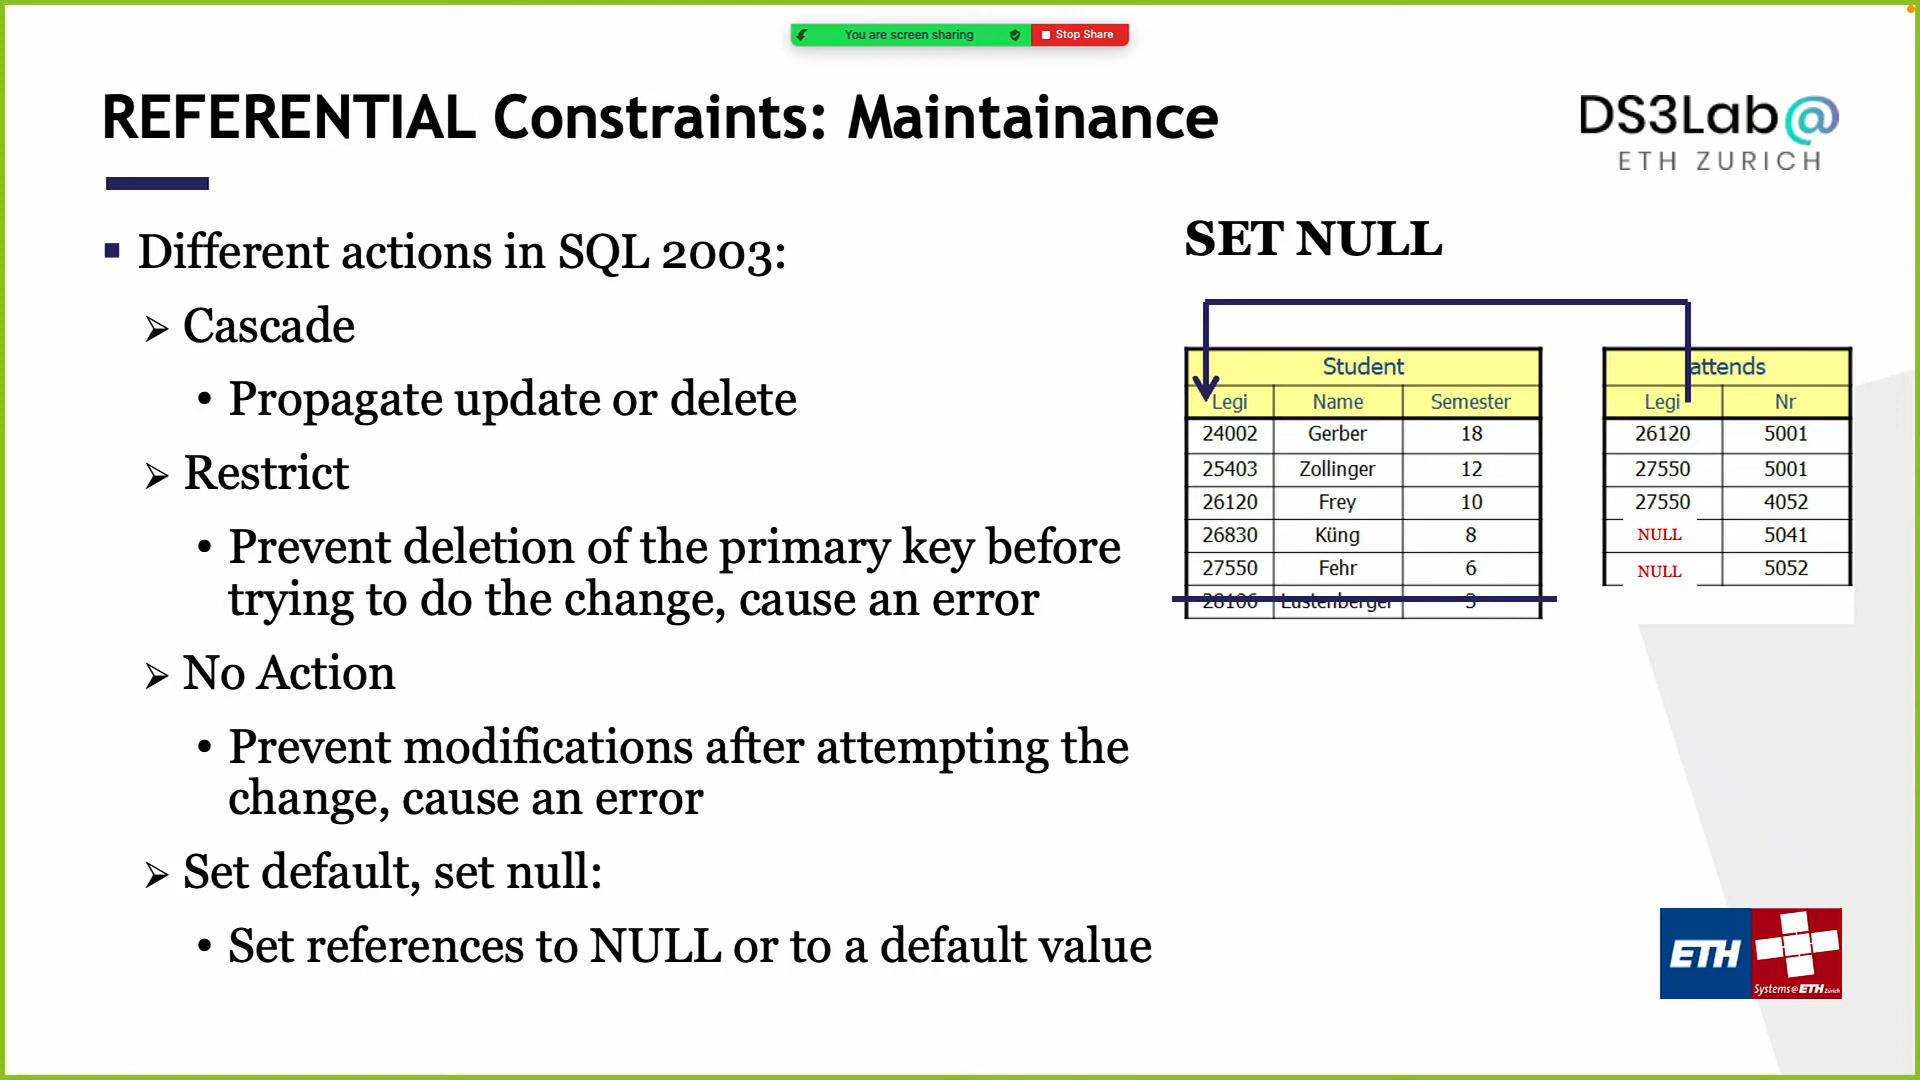 You are screen sharing
Stop Share
REFERENTIAL Constraints: Maintainance
DS3Lab@
ETH ZURICH
Different actions in SQL 2003:
Cascade
Propagate update or delete
Restrict
Prevent deletion of the primary key before
trying to do the change, cause an error
No Action
Prevent modifications after attempting the
change, cause an error
Set default, set null:
Set references to NULL or to a default value
SET NULL
Student
Legi Name Semester
24002 Gerber 18
25403 Zollinger 12
26120 Frey 10
26830 Küng 8
27550 Fehr 6
28106 Lustenberger 3
attends
Legi Nr
26120 5001
27550 5001
27550 4052
NULL 5041
NULL 5052
ETH
Systems@ETH Zürich